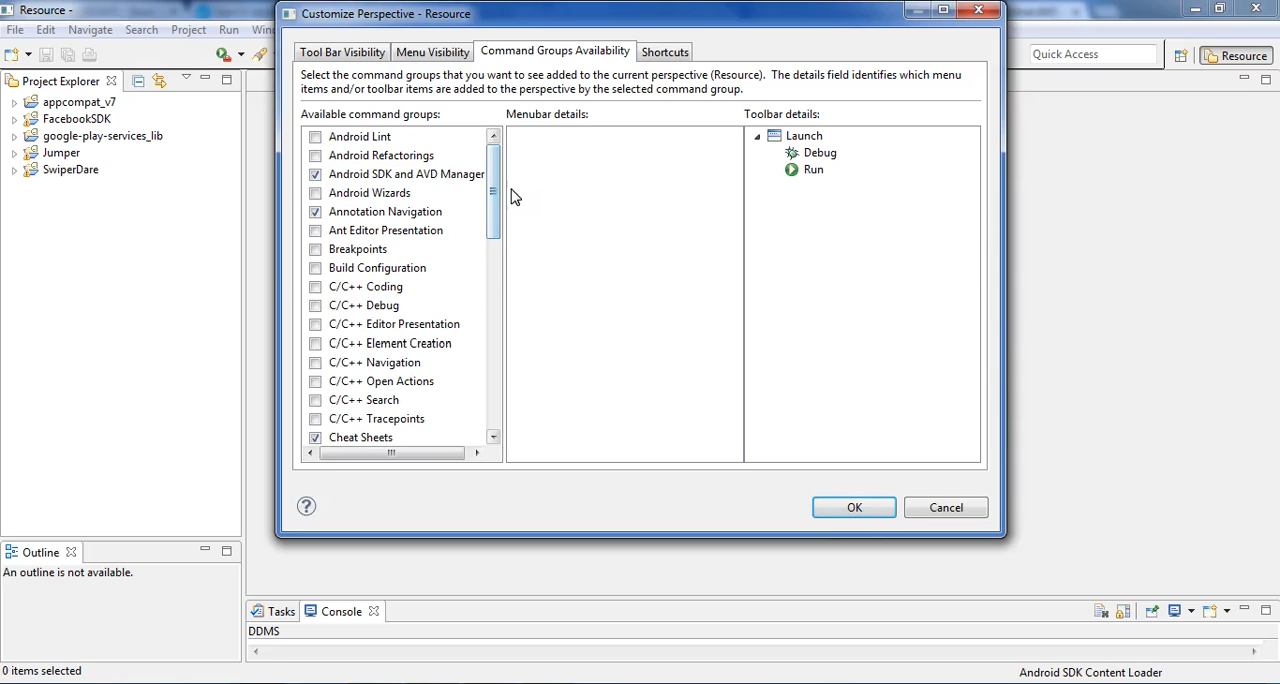 Resource -
File Edit Navigate Search Project Run Win
Quick Access
Resource
Project Explorer
appcompat_v7
FacebookSDK
google-play-services_lib
Jumper
SwiperDare
Customize Perspective - Resource
Tool Bar Visibility Menu Visibility Command Groups Availability Shortcuts
Select the command groups that you want to see added to the current perspective (Resource). The details field identifies which menu
items and/or toolbar items are added to the perspective by the selected command group.
Available command groups: Menubar details: Toolbar details:
Android Lint
Android Refactorings
Android SDK and AVD Manager
Android Wizards
Annotation Navigation
Ant Editor Presentation
Breakpoints
Build Configuration
C/C++ Coding
C/C++ Debug
C/C++ Editor Presentation
C/C++ Element Creation
C/C++ Navigation
C/C++ Open Actions
C/C++ Search
C/C++ Tracepoints
Cheat Sheets
Launch
Debug
Run
OK Cancel
Outline
An outline is not available.
Tasks Console
DDMS
0 items selected
Android SDK Content Loader